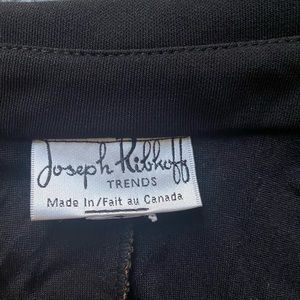 Joseph Ribkoff
TRENDS
Made In/Fait au Canada